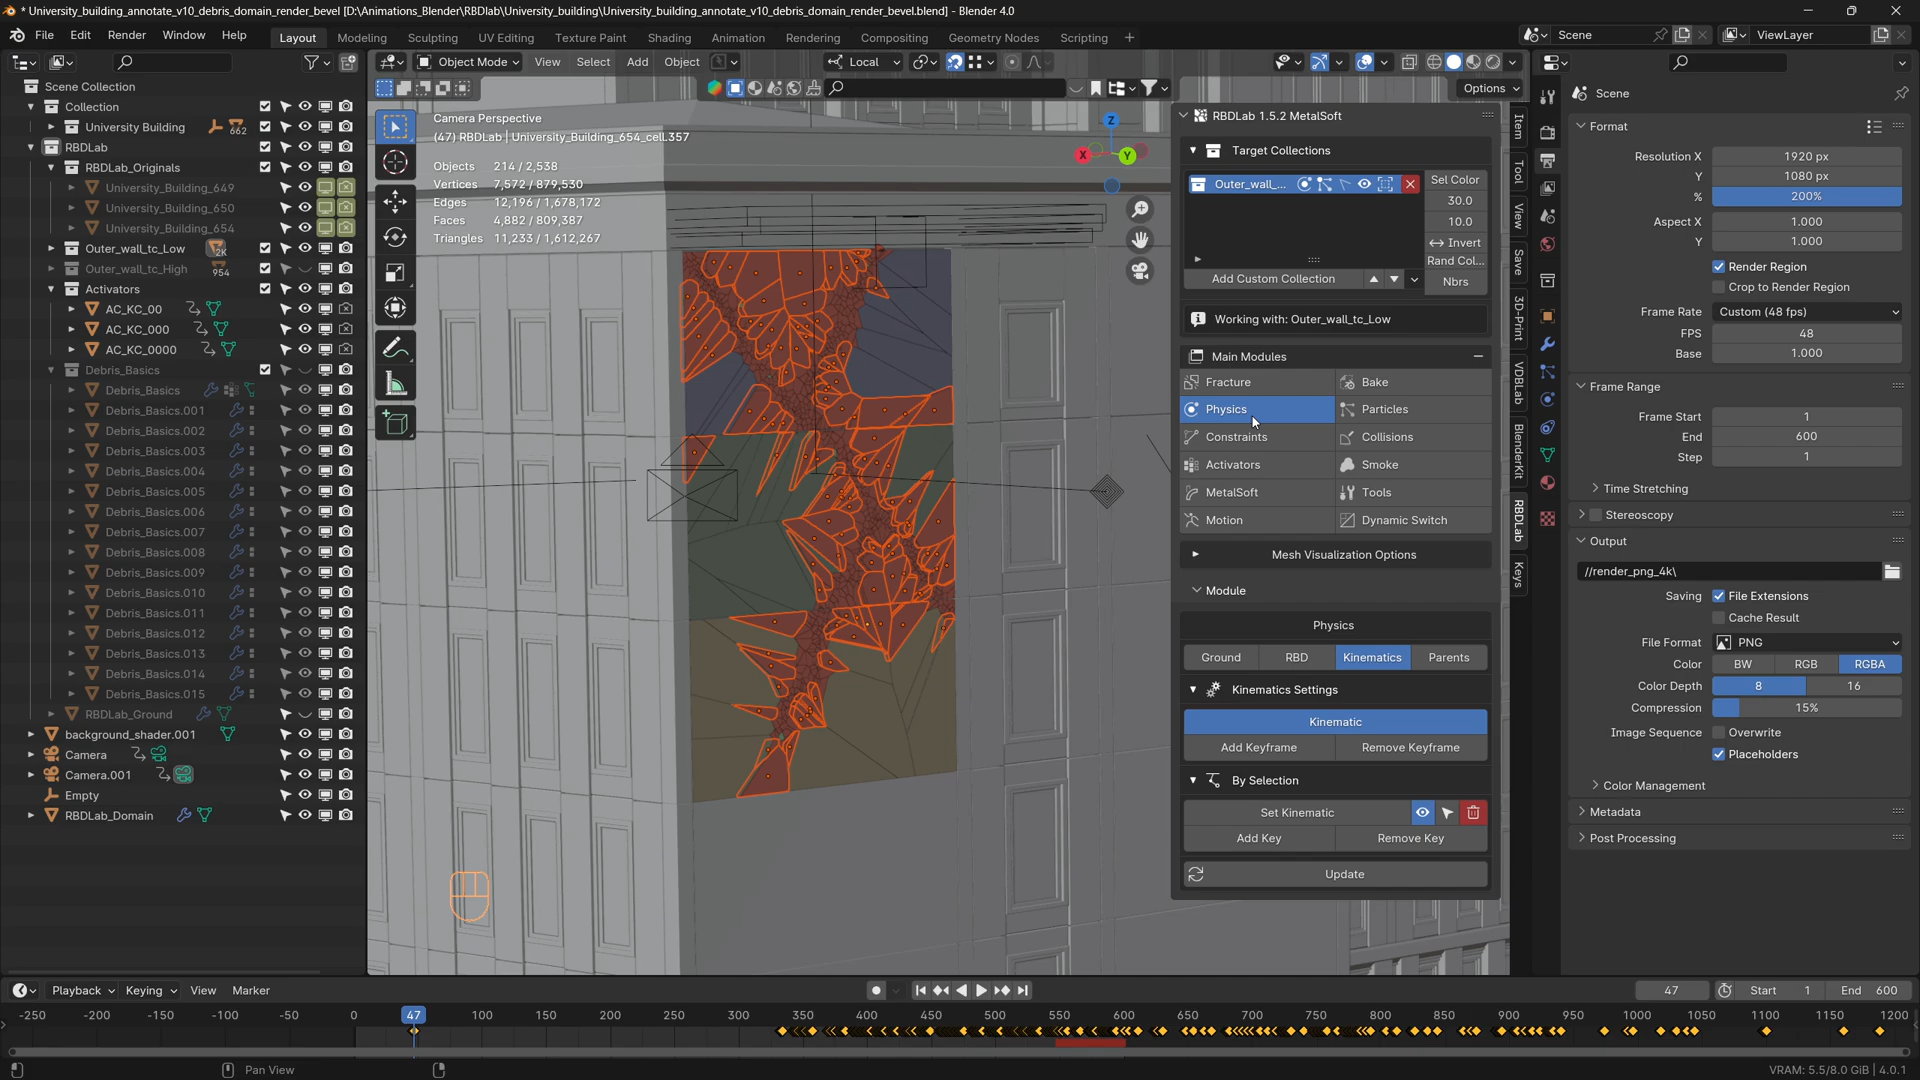 * University_building_annotate_v10_debris_domain_render_bevel [D:\Animations_Blender\RBDlab\University_building\University_building_annotate_v10_debris_domain_render_bevel.blend] - Blender 4.0
File Edit Render Window Help Layout Modeling Sculpting UV Editing Texture Paint Shading Animation Rendering Compositing Geometry Nodes Scripting + Scene ViewLayer
Object Mode View Select Add Object Local
Options
Scene Collection
Collection
University Building 662
RBDLab
RBDLab_Originals
University_Building_649
University_Building_650
University_Building_654
Outer_wall_tc_Low 2K
Outer_wall_tc_High 954
Activators
AC_KC_00
AC_KC_000
AC_KC_0000
Debris_Basics
Debris_Basics
Debris_Basics.001
Debris_Basics.002
Debris_Basics.003
Debris_Basics.004
Debris_Basics.005
Debris_Basics.006
Debris_Basics.007
Debris_Basics.008
Debris_Basics.009
Debris_Basics.010
Debris_Basics.011
Debris_Basics.012
Debris_Basics.013
Debris_Basics.014
Debris_Basics.015
RBDLab_Ground
background_shader.001
Camera
Camera.001
Empty
RBDLab_Domain
Camera Perspective
(47) RBDLab | University_Building_654_cell.357
Objects 214 / 2,538
Vertices 7,572 / 879,530
Edges 12,196 / 1,678,172
Faces 4,882 / 809,387
Triangles 11,233 / 1,612,267
Z
X
Y
RBDLab 1.5.2 MetalSoft
Target Collections
Outer_wall_...
Sel Color
30.0
10.0
Invert
Rand Col...
Nbrs
Add Custom Collection
Working with: Outer_wall_tc_Low
Main Modules
Fracture Bake
Physics Particles
Constraints Collisions
Activators Smoke
MetalSoft Tools
Motion Dynamic Switch
Mesh Visualization Options
Module
Physics
Ground RBD Kinematics Parents
Kinematics Settings
Kinematic
Add Keyframe Remove Keyframe
By Selection
Set Kinematic
Add Key Remove Key
Update
Item
Tool
View
Save
3D-Print
VDBLab
BlenderKit
RBDLab
Keys
Scene
Format
Resolution X 1920 px
Y 1080 px
% 200%
Aspect X 1.000
Y 1.000
Render Region
Crop to Render Region
Frame Rate Custom (48 fps)
FPS 48
Base 1.000
Frame Range
Frame Start 1
End 600
Step 1
Time Stretching
Stereoscopy
Output
//render_png_4k\
Saving File Extensions
Cache Result
File Format PNG
Color BW RGB RGBA
Color Depth 8 16
Compression 15%
Image Sequence Overwrite
Placeholders
Color Management
Metadata
Post Processing
Playback Keying View Marker 47 Start 1 End 600
-250 -200 -150 -100 -50 0 47 100 150 200 250 300 350 400 450 500 550 600 650 700 750 800 850 900 950 1000 1050 1100 1150 1200
Pan View VRAM: 5.5/8.0 GiB | 4.0.1